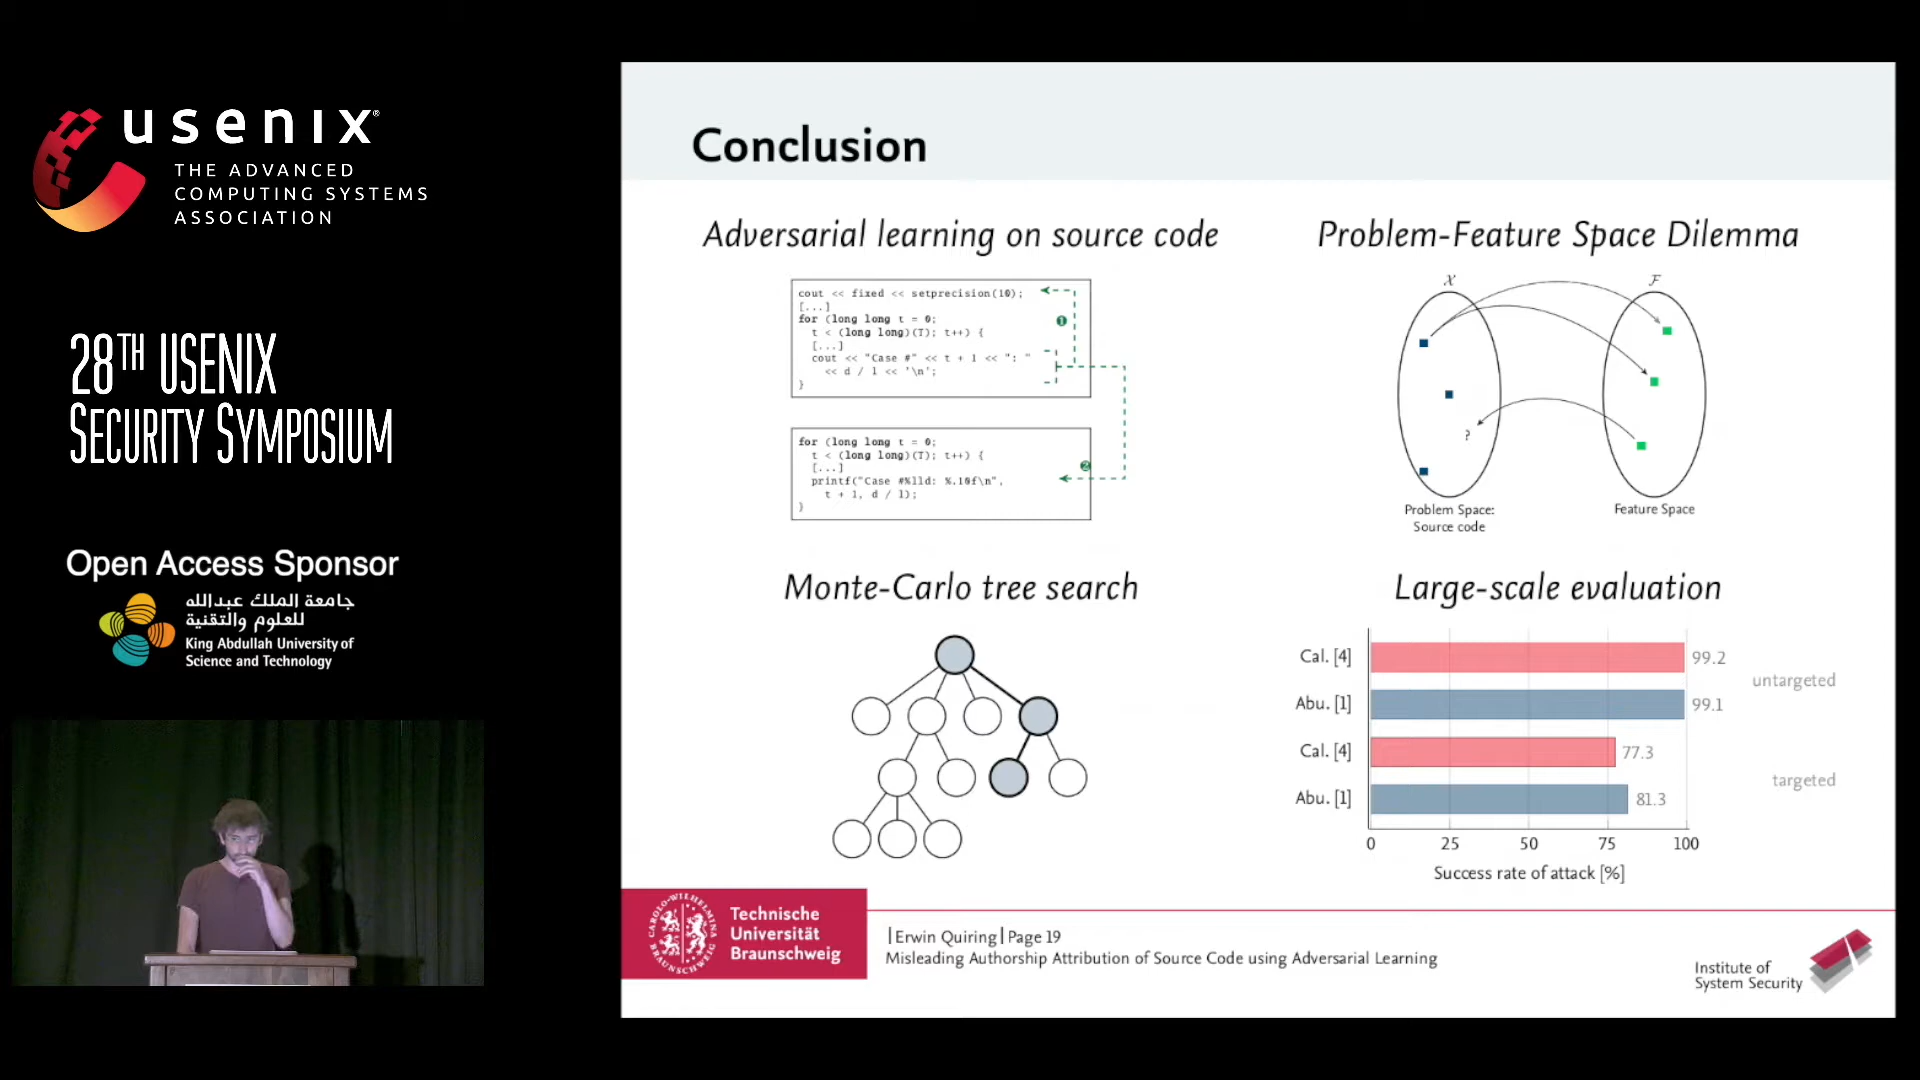 usenix®
THE ADVANCED
COMPUTING SYSTEMS
ASSOCIATION
28TH USENIX
SECURITY SYMPOSIUM
Open Access Sponsor
جامعة الملك عبدالله
للعلوم والتقنية
King Abdullah University of
Science and Technology
Conclusion
Adversarial learning on source code
cout << fixed << setprecision(10);
[...]
for (long long t = 0;
t < (long long)(T); t++) {
[...]
cout << "Case #" << t + 1 << ": "
<< d / l << '\n';
}
1
for (long long t = 0;
t < (long long)(T); t++) {
[...]
printf("Case #%lld: %.10f\n",
t + 1, d / l);
}
2
Problem-Feature Space Dilemma
X
F
?
Problem Space:
Source code
Feature Space
Monte-Carlo tree search
Large-scale evaluation
Cal. [4]
99.2
untargeted
Abu. [1]
99.1
Cal. [4]
77.3
targeted
Abu. [1]
81.3
0 25 50 75 100
Success rate of attack [%]
CAROLO-WILHELMINA
BRAUNSCHWEIG
Technische
Universität
Braunschweig
| Erwin Quiring | Page 19
Misleading Authorship Attribution of Source Code using Adversarial Learning
Institute of
System Security